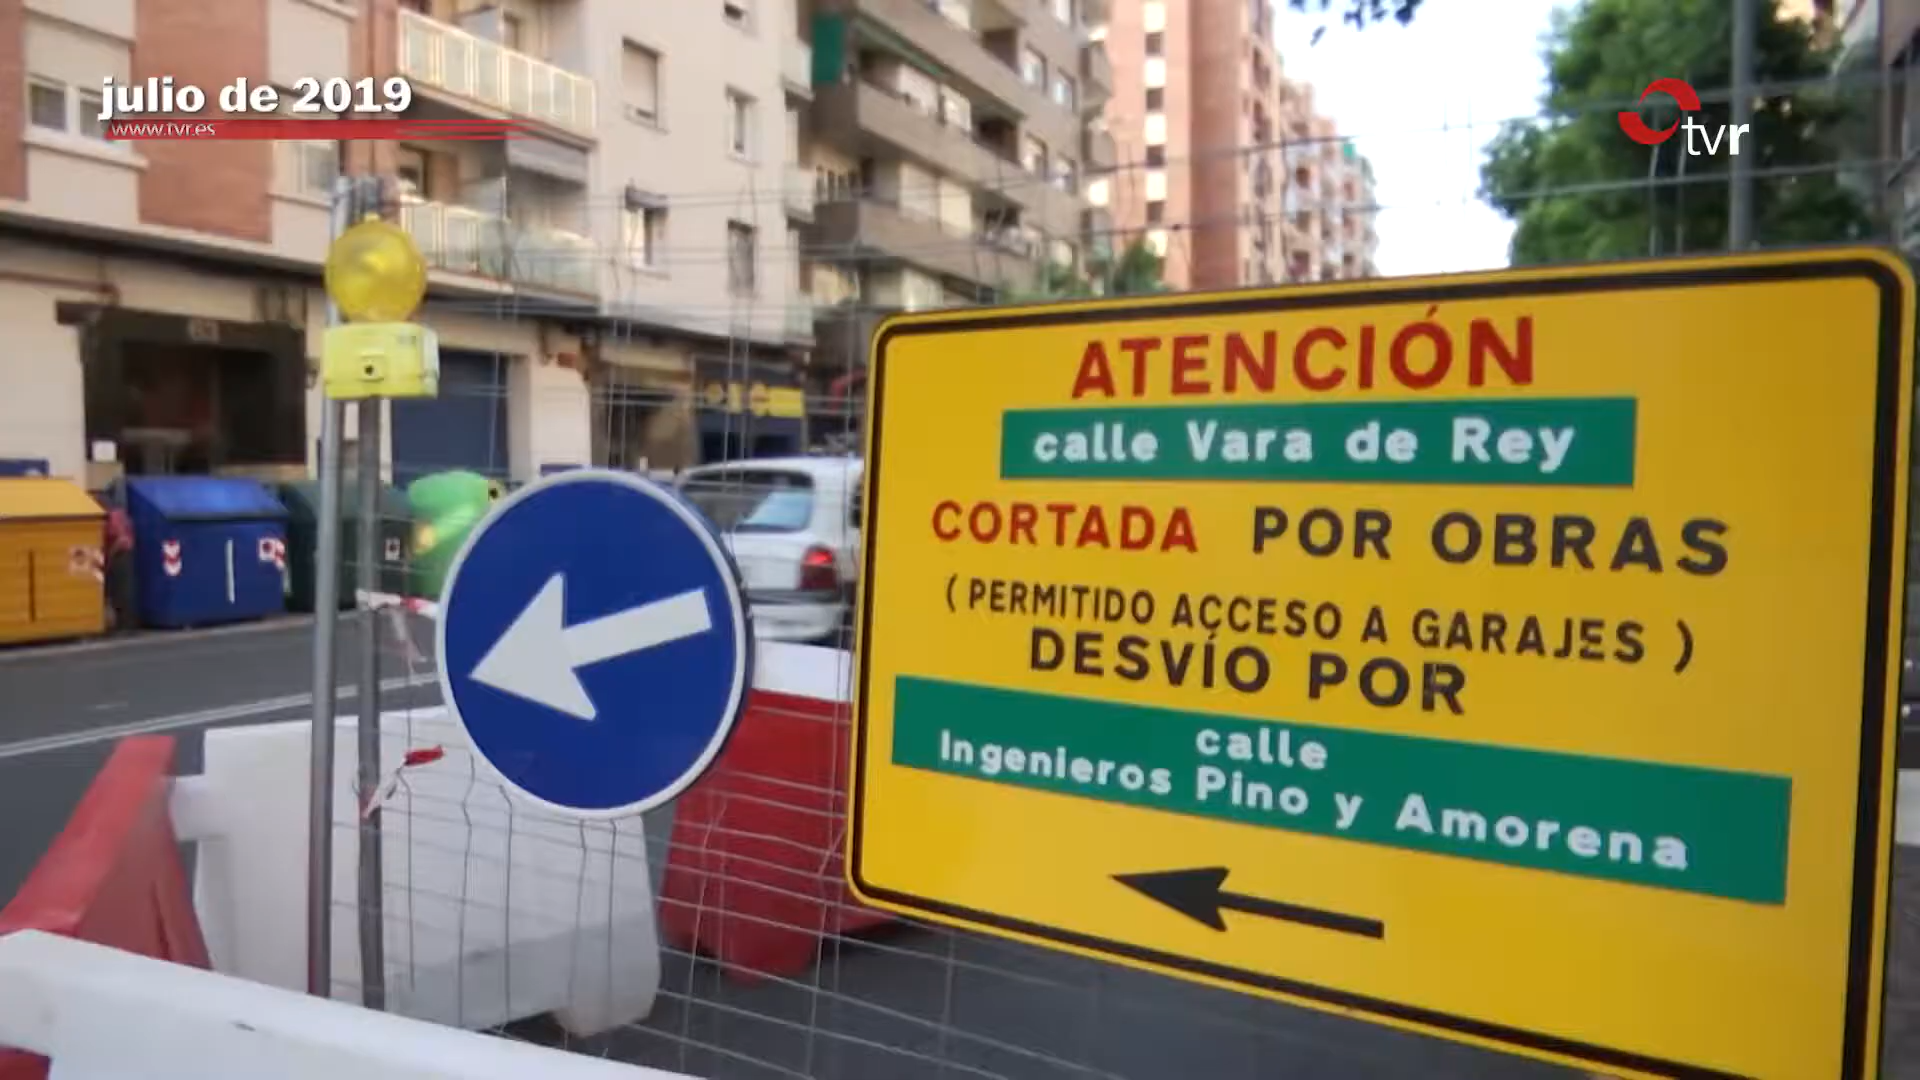 julio de 2019
www.tvr.es
tvr
ATENCIÓN
calle Vara de Rey
CORTADA POR OBRAS
( PERMITIDO ACCESO A GARAJES )
DESVÍO POR
calle
Ingenieros Pino y Amorena